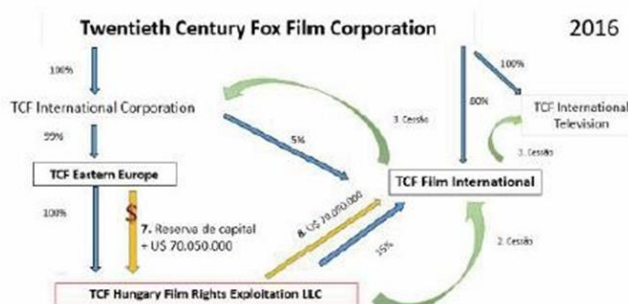 Twentieth Century Fox Film Corporation
2016
100%
100%
80%
TCF International Corporation
TCF International
Television
3. Cessão
3. Cessão
99%
5%
TCF Eastern Europe
TCF Film International
100%
$
7. Reserva de capital
+ U$ 70.050.000
8. U$ 70.050.000
15%
2. Cessão
TCF Hungary Film Rights Exploitation LLC